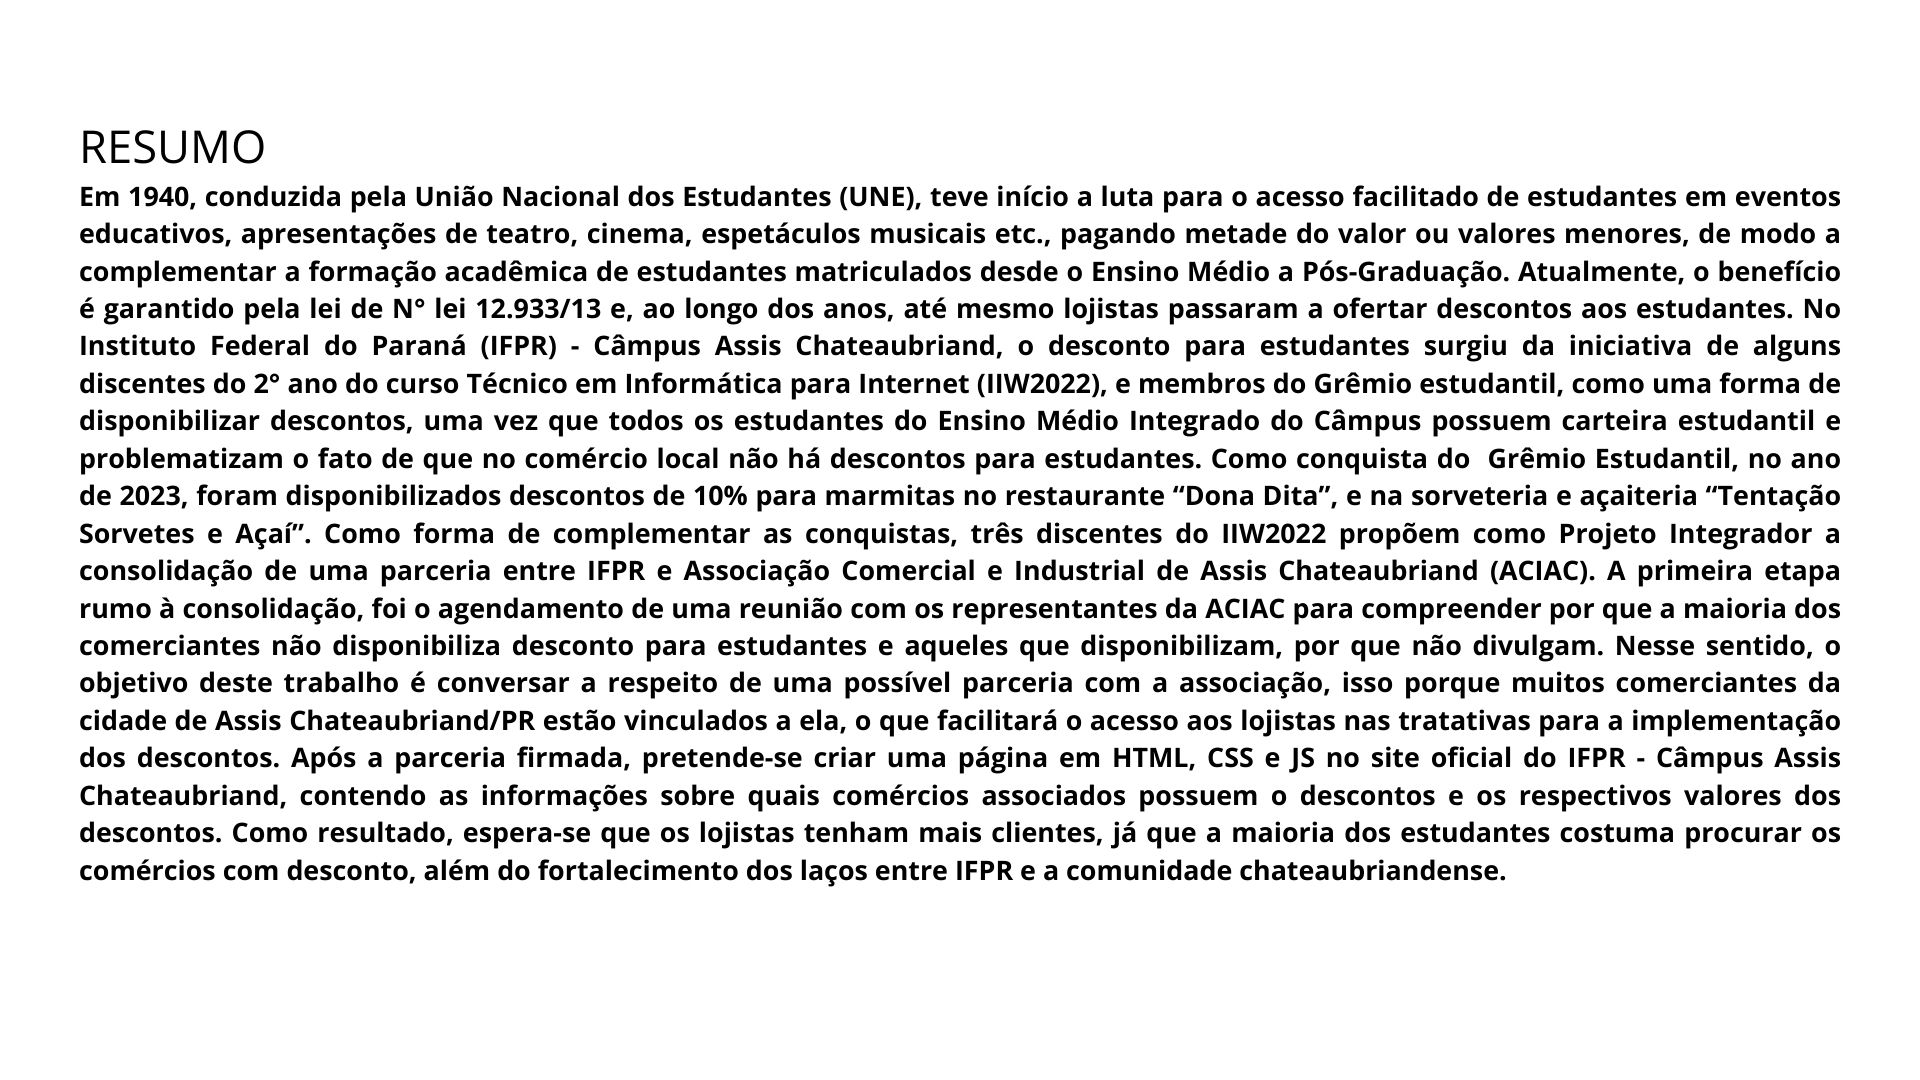 RESUMO
Em 1940, conduzida pela União Nacional dos Estudantes (UNE), teve início a luta para o acesso facilitado de estudantes em eventos
educativos, apresentações de teatro, cinema, espetáculos musicais etc., pagando metade do valor ou valores menores, de modo a
complementar a formação acadêmica de estudantes matriculados desde o Ensino Médio a Pós-Graduação. Atualmente, o benefício
é garantido pela lei de N° lei 12.933/13 e, ao longo dos anos, até mesmo lojistas passaram a ofertar descontos aos estudantes. No
Instituto Federal do Paraná (IFPR) - Câmpus Assis Chateaubriand, o desconto para estudantes surgiu da iniciativa de alguns
discentes do 2° ano do curso Técnico em Informática para Internet (IIW2022), e membros do Grêmio estudantil, como uma forma de
disponibilizar descontos, uma vez que todos os estudantes do Ensino Médio Integrado do Câmpus possuem carteira estudantil e
problematizam o fato de que no comércio local não há descontos para estudantes. Como conquista do  Grêmio Estudantil, no ano
de 2023, foram disponibilizados descontos de 10% para marmitas no restaurante “Dona Dita”, e na sorveteria e açaiteria “Tentação
Sorvetes e Açaí”. Como forma de complementar as conquistas, três discentes do IIW2022 propõem como Projeto Integrador a
consolidação de uma parceria entre IFPR e Associação Comercial e Industrial de Assis Chateaubriand (ACIAC). A primeira etapa
rumo à consolidação, foi o agendamento de uma reunião com os representantes da ACIAC para compreender por que a maioria dos
comerciantes não disponibiliza desconto para estudantes e aqueles que disponibilizam, por que não divulgam. Nesse sentido, o
objetivo deste trabalho é conversar a respeito de uma possível parceria com a associação, isso porque muitos comerciantes da
cidade de Assis Chateaubriand/PR estão vinculados a ela, o que facilitará o acesso aos lojistas nas tratativas para a implementação
dos descontos. Após a parceria firmada, pretende-se criar uma página em HTML, CSS e JS no site oficial do IFPR - Câmpus Assis
Chateaubriand, contendo as informações sobre quais comércios associados possuem o descontos e os respectivos valores dos
descontos. Como resultado, espera-se que os lojistas tenham mais clientes, já que a maioria dos estudantes costuma procurar os
comércios com desconto, além do fortalecimento dos laços entre IFPR e a comunidade chateaubriandense.